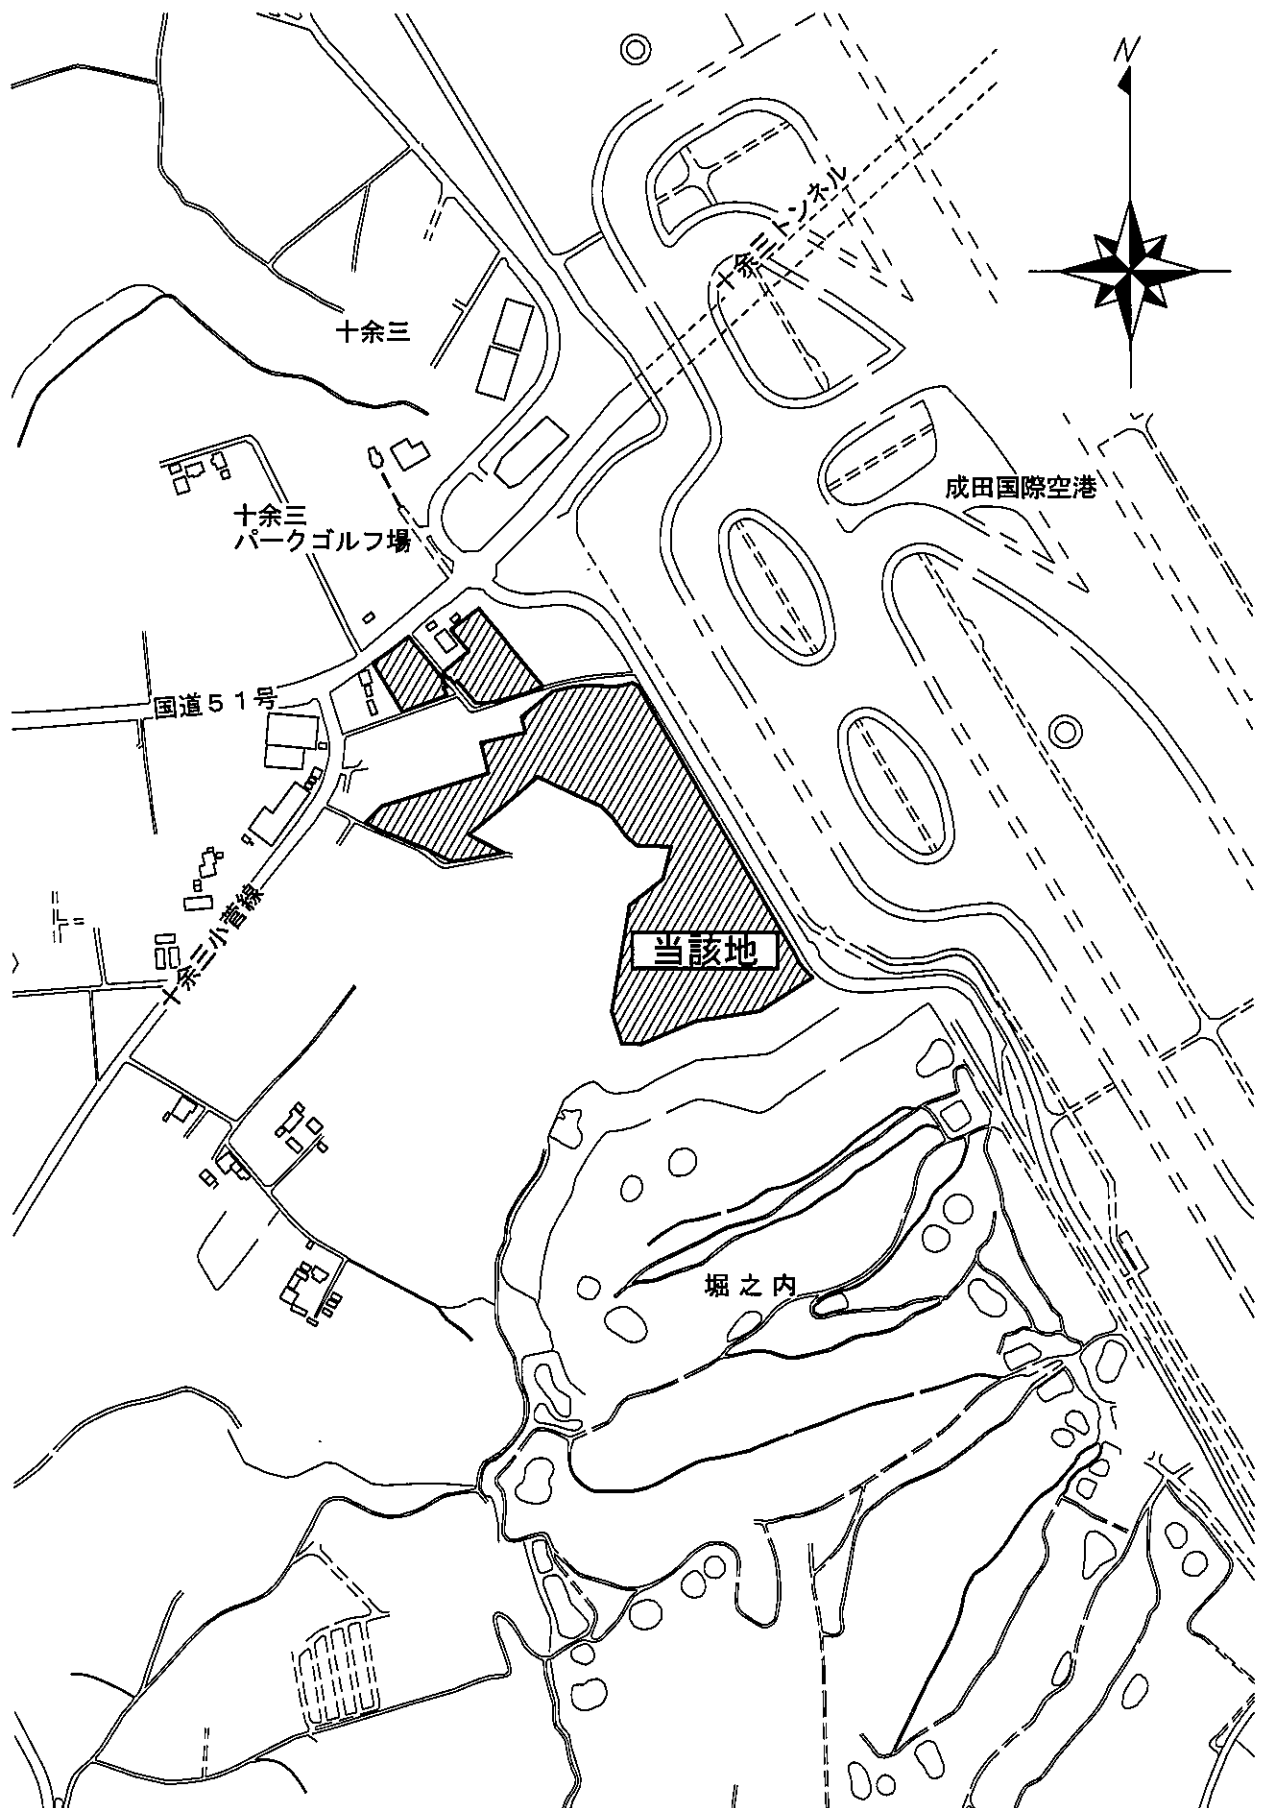 N
十余三トンネル
十余三
成田国際空港
十余三
パークゴルフ場
国道５１号
十余三小菅線
当該地
堀之内